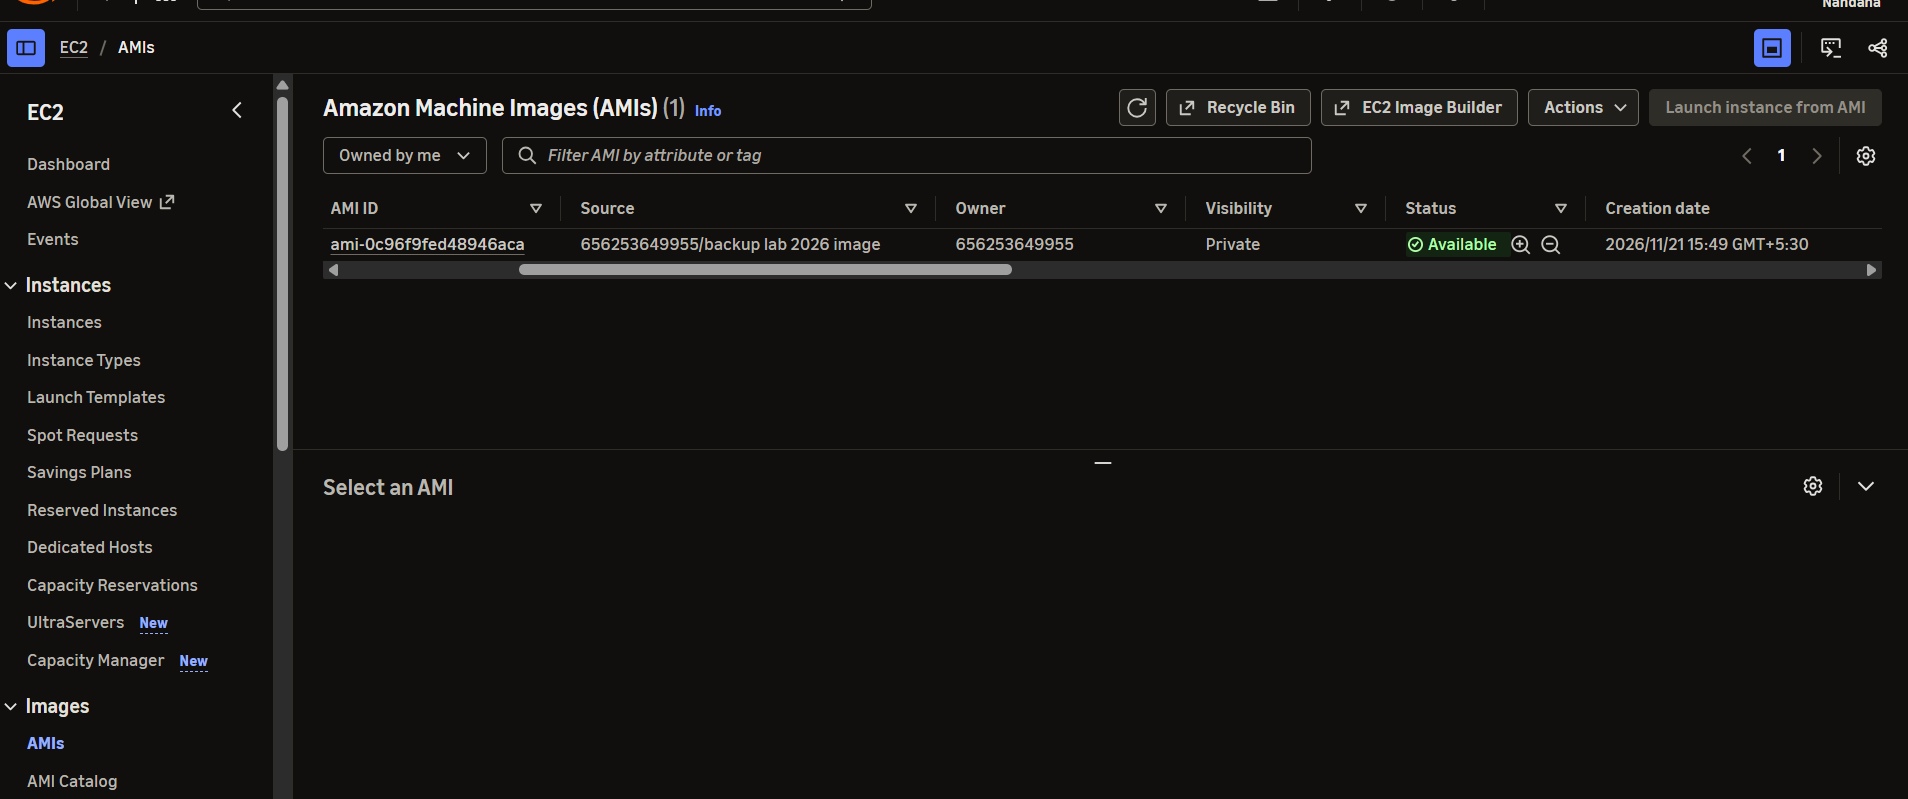 Nandana
EC2 / AMIs
EC2
Dashboard
AWS Global View
Events
Instances
Instances
Instance Types
Launch Templates
Spot Requests
Savings Plans
Reserved Instances
Dedicated Hosts
Capacity Reservations
UltraServers New
Capacity Manager New
Images
AMIs
AMI Catalog
Amazon Machine Images (AMIs) (1) Info
Recycle Bin
EC2 Image Builder
Actions
Launch instance from AMI
Owned by me
Filter AMI by attribute or tag
1
AMI ID Source Owner Visibility Status Creation date
ami-0c96f9fed48946aca 656253649955/backup lab 2026 image 656253649955 Private Available 2026/11/21 15:49 GMT+5:30
Select an AMI